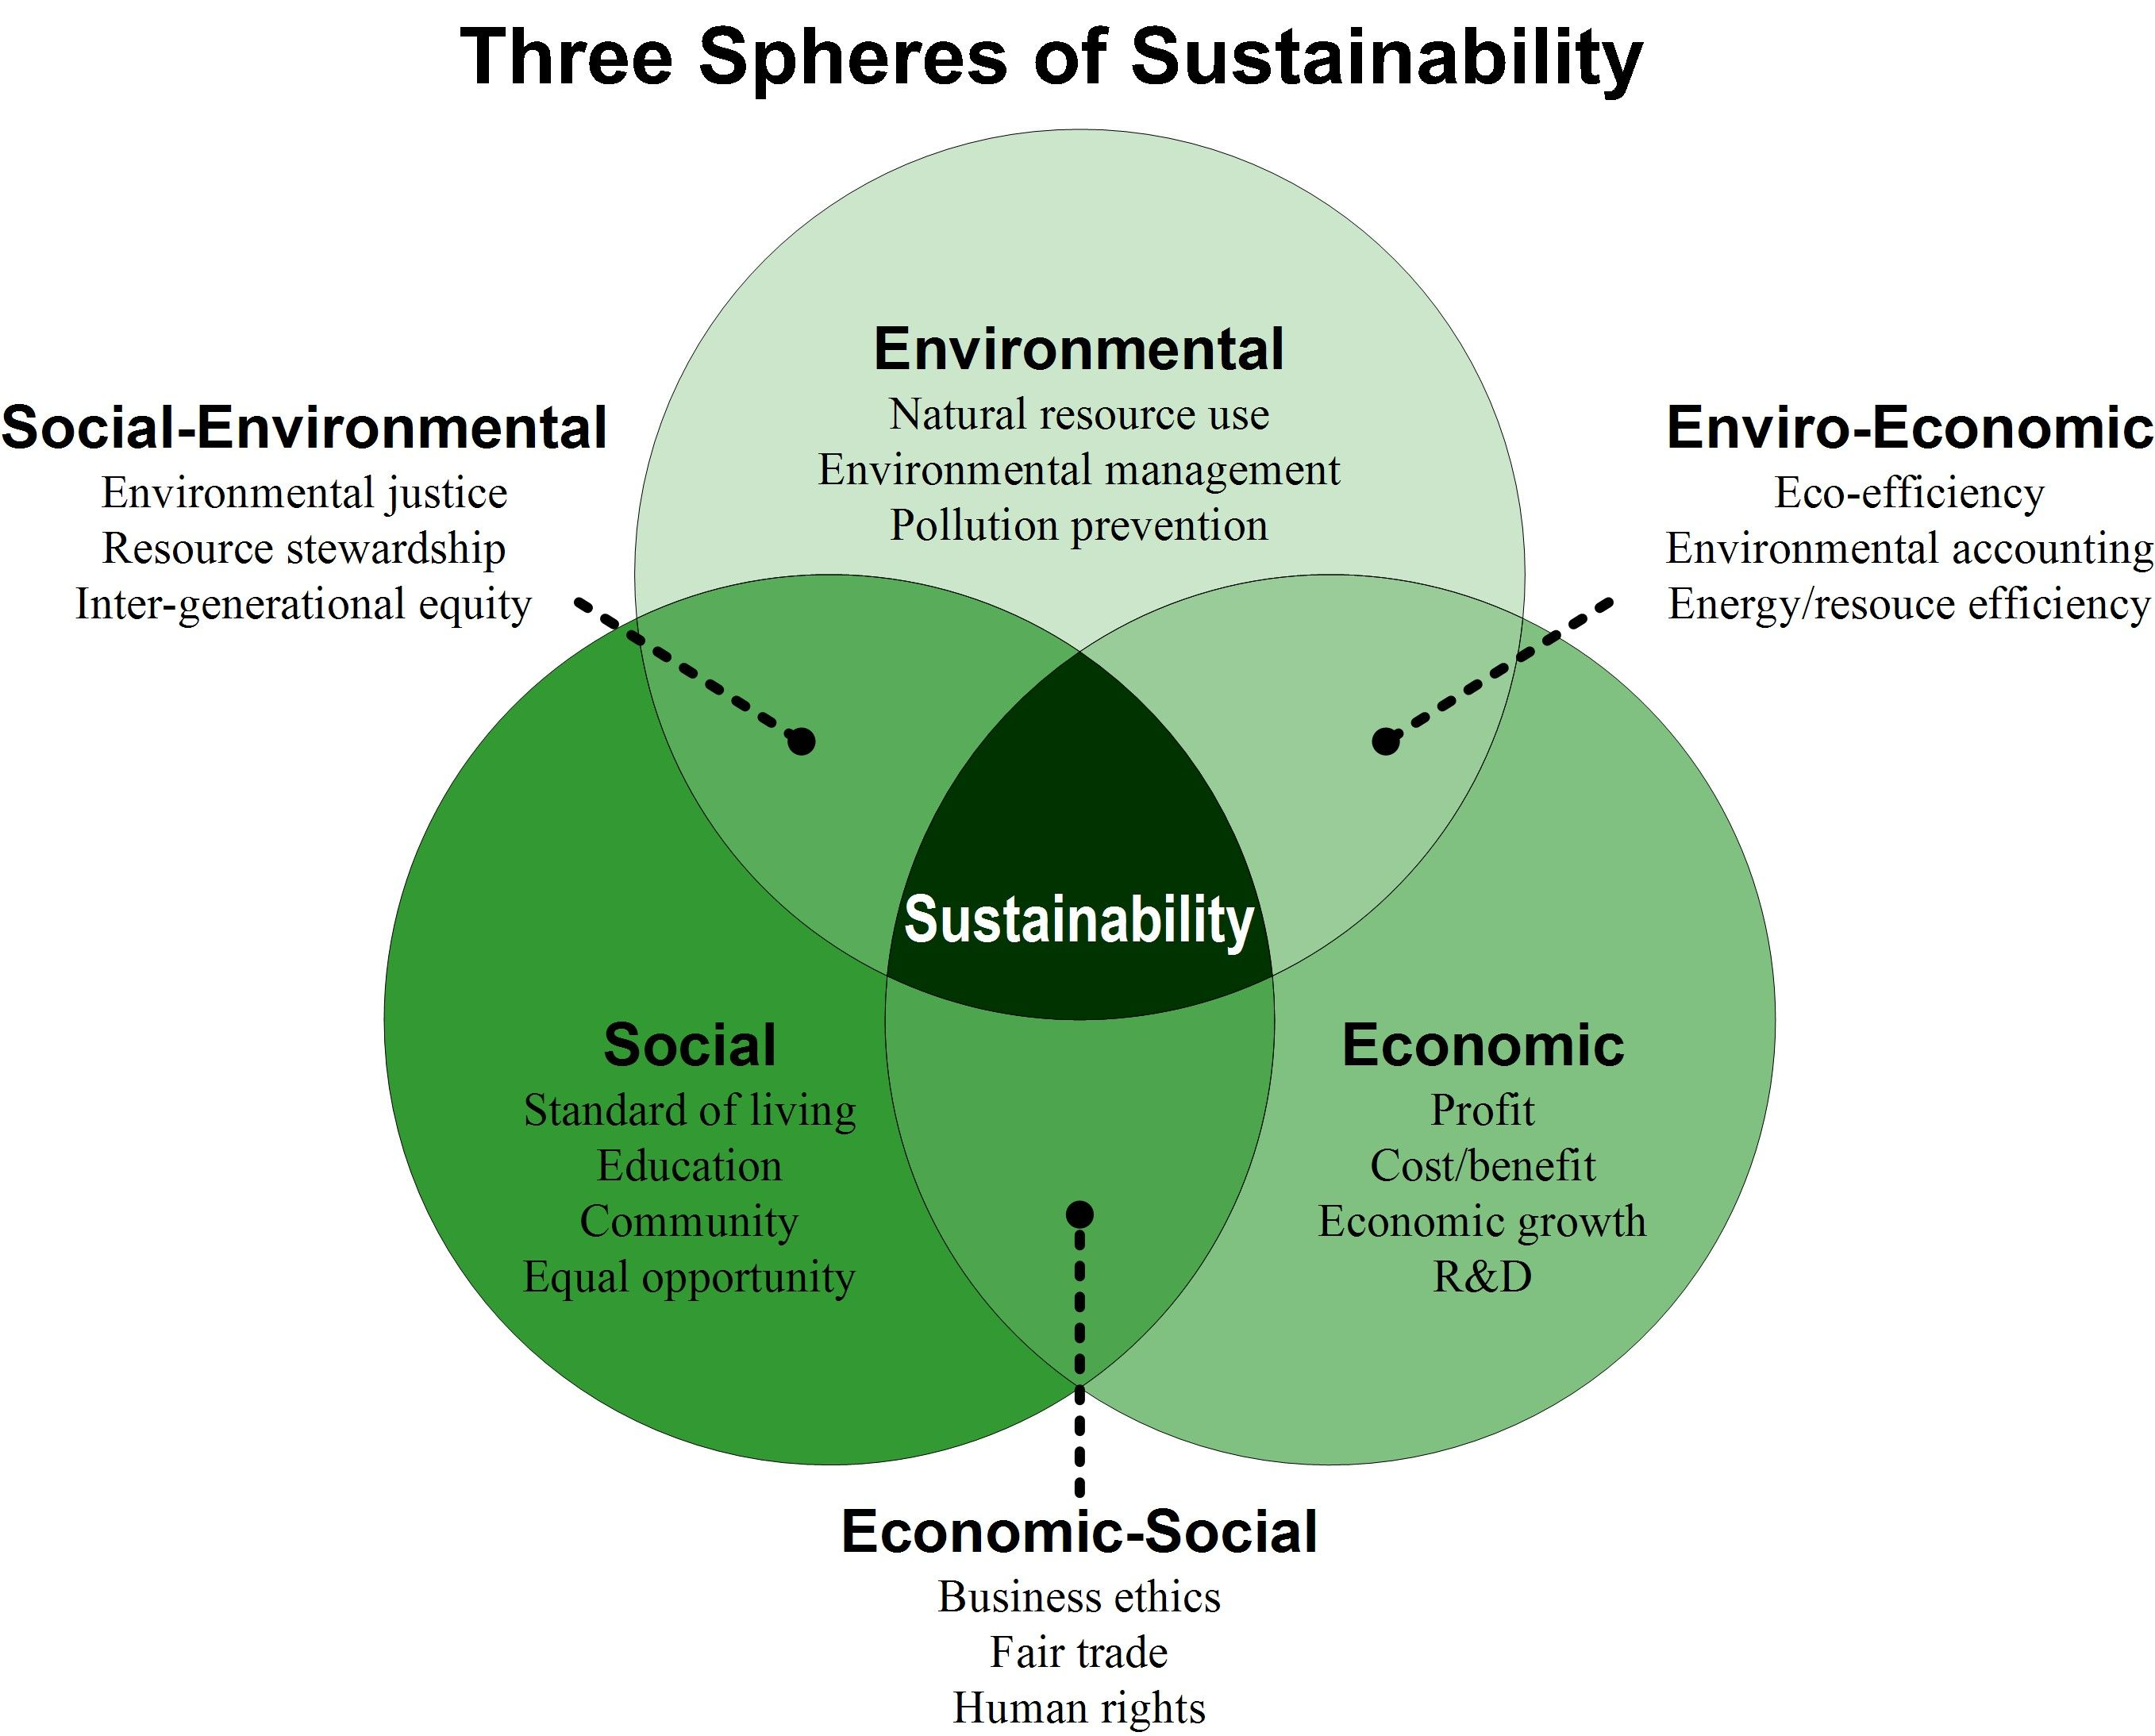 Three Spheres of Sustainability
Environmental
Natural resource use
Environmental management
Pollution prevention
Social-Environmental
Environmental justice
Resource stewardship
Inter-generational equity
Enviro-Economic
Eco-efficiency
Environmental accounting
Energy/resouce efficiency
Sustainability
Social
Standard of living
Education
Community
Equal opportunity
Economic
Profit
Cost/benefit
Economic growth
R&D
Economic-Social
Business ethics
Fair trade
Human rights